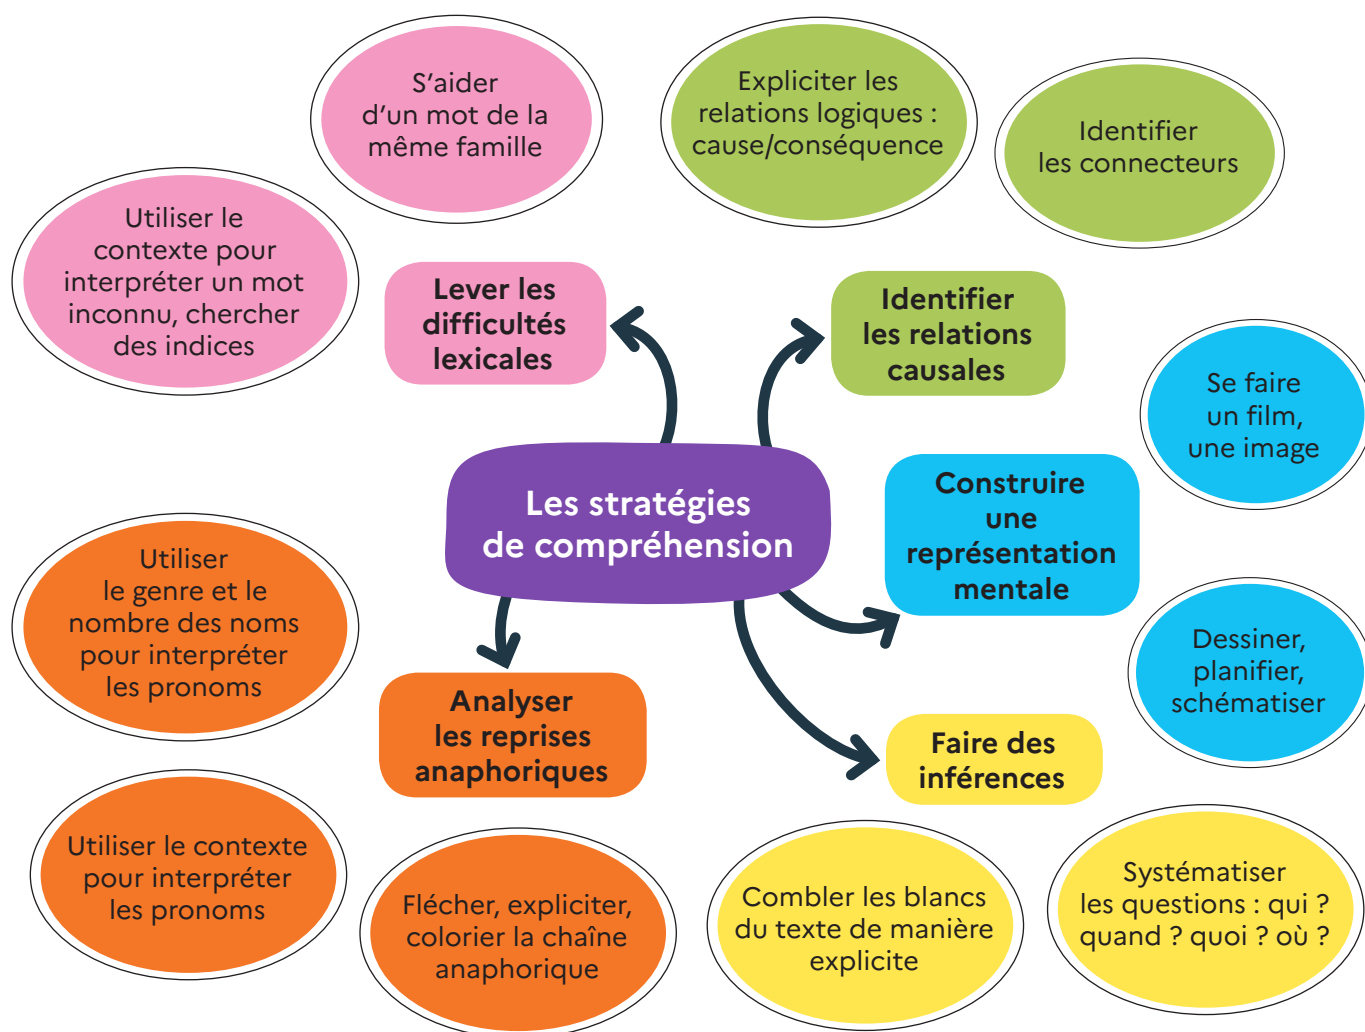 S'aider
d'un mot de la
même famille
Expliciter les
relations logiques :
cause/conséquence
Identifier
les connecteurs
Utiliser le
contexte pour
interpréter un mot
inconnu, chercher
des indices
Lever les
difficultés
lexicales
Identifier
les relations
causales
Se faire
un film,
une image
Les stratégies
de compréhension
Construire
une
représentation
mentale
Utiliser
le genre et le
nombre des noms
pour interpréter
les pronoms
Dessiner,
planifier,
schématiser
Analyser
les reprises
anaphoriques
Faire des
inférences
Utiliser le contexte
pour interpréter
les pronoms
Flécher, expliciter,
colorier la chaîne
anaphorique
Combler les blancs
du texte de manière
explicite
Systématiser
les questions : qui ?
quand ? quoi ? où ?